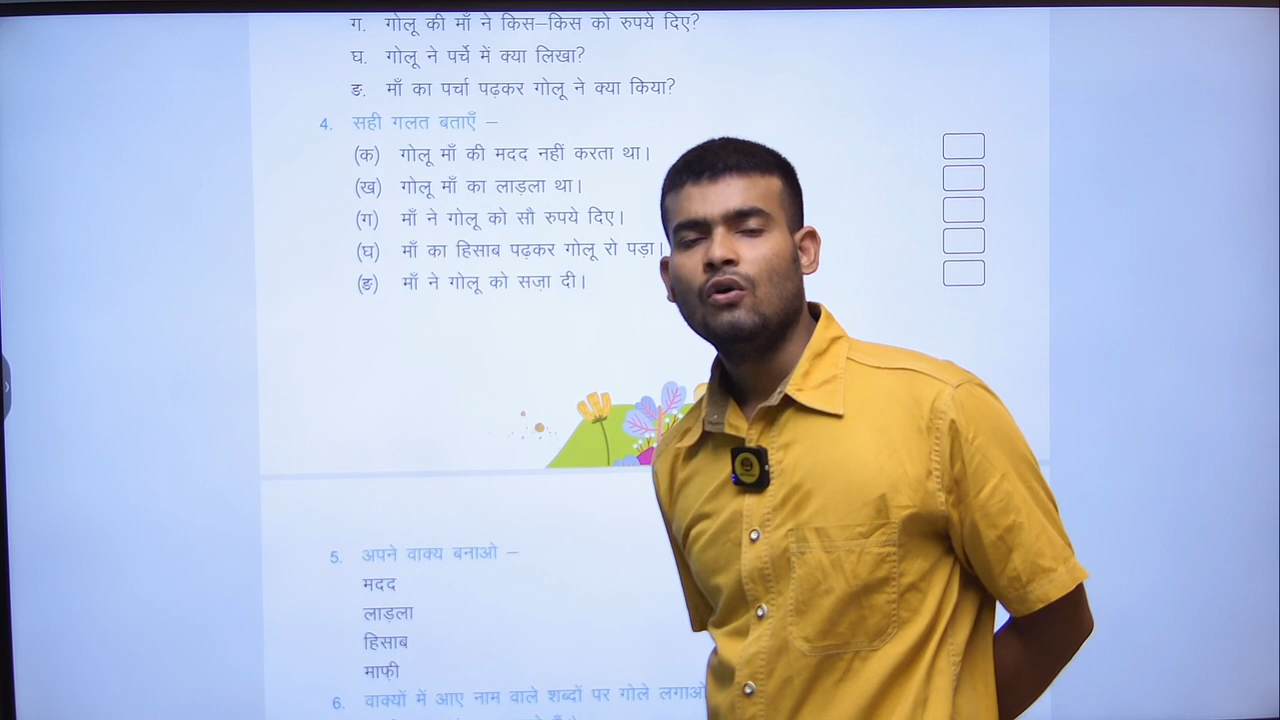 ग. गोलू की माँ ने किस–किस को रुपये दिए?
घ. गोलू ने पर्चे में क्या लिखा?
ङ. माँ का पर्चा पढ़कर गोलू ने क्या किया?
4. सही गलत बताएँ –
(क) गोलू माँ की मदद नहीं करता था।
(ख) गोलू माँ का लाड़ला था।
(ग) माँ ने गोलू को सौ रुपये दिए।
(घ) माँ का हिसाब पढ़कर गोलू रो पड़ा।
(ङ) माँ ने गोलू को सज़ा दी।
5. अपने वाक्य बनाओ –
मदद
लाड़ला
हिसाब
माफ़ी
6. वाक्यों में आए नाम वाले शब्दों पर गोले लगाओ